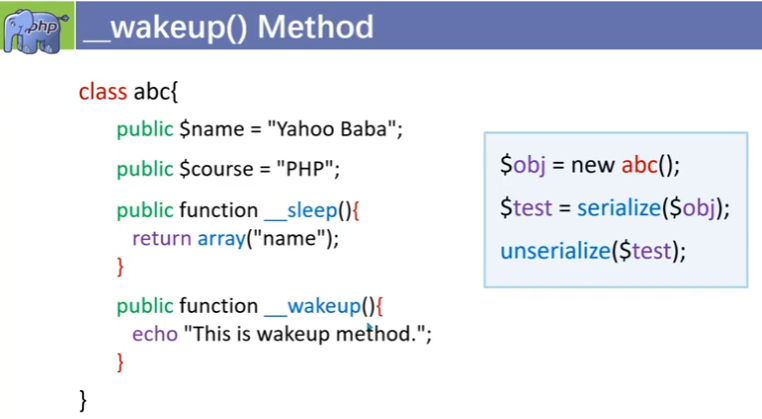 php
__wakeup() Method
class abc{
public $name = "Yahoo Baba";
public $course = "PHP";
public function __sleep(){
return array("name");
}
public function __wakeup(){
echo "This is wakeup method.";
}
}
$obj = new abc();
$test = serialize($obj);
unserialize($test);